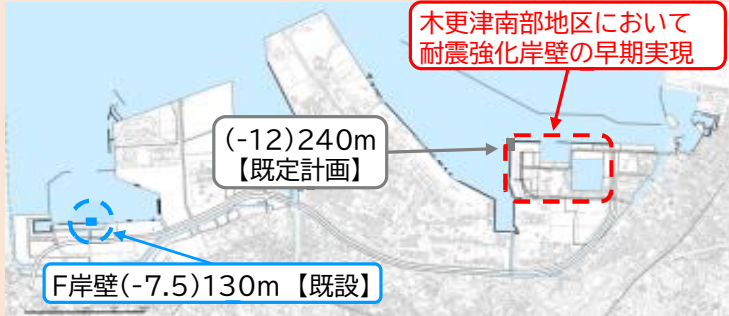 木更津南部地区において
耐震強化岸壁の早期実現
(-12)240m
【既定計画】
F岸壁(-7.5)130m【既設】